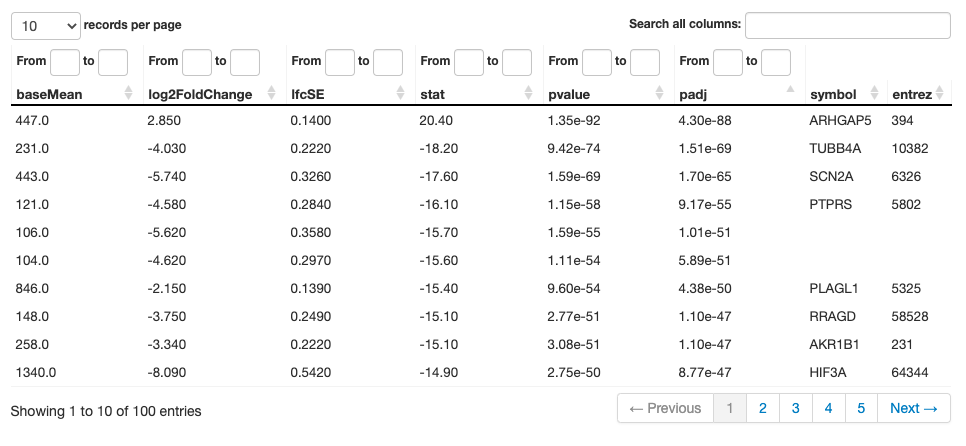 10 records per page Search all columns:
From to From to From to From to From to From to
baseMean log2FoldChange lfcSE stat pvalue padj symbol entrez
447.0 2.850 0.1400 20.40 1.35e-92 4.30e-88 ARHGAP5 394
231.0 -4.030 0.2220 -18.20 9.42e-74 1.51e-69 TUBB4A 10382
443.0 -5.740 0.3260 -17.60 1.59e-69 1.70e-65 SCN2A 6326
121.0 -4.580 0.2840 -16.10 1.15e-58 9.17e-55 PTPRS 5802
106.0 -5.620 0.3580 -15.70 1.59e-55 1.01e-51
104.0 -4.620 0.2970 -15.60 1.11e-54 5.89e-51
846.0 -2.150 0.1390 -15.40 9.60e-54 4.38e-50 PLAGL1 5325
148.0 -3.750 0.2490 -15.10 2.77e-51 1.10e-47 RRAGD 58528
258.0 -3.340 0.2220 -15.10 3.08e-51 1.10e-47 AKR1B1 231
1340.0 -8.090 0.5420 -14.90 2.75e-50 8.77e-47 HIF3A 64344
Showing 1 to 10 of 100 entries ← Previous 1 2 3 4 5 Next →